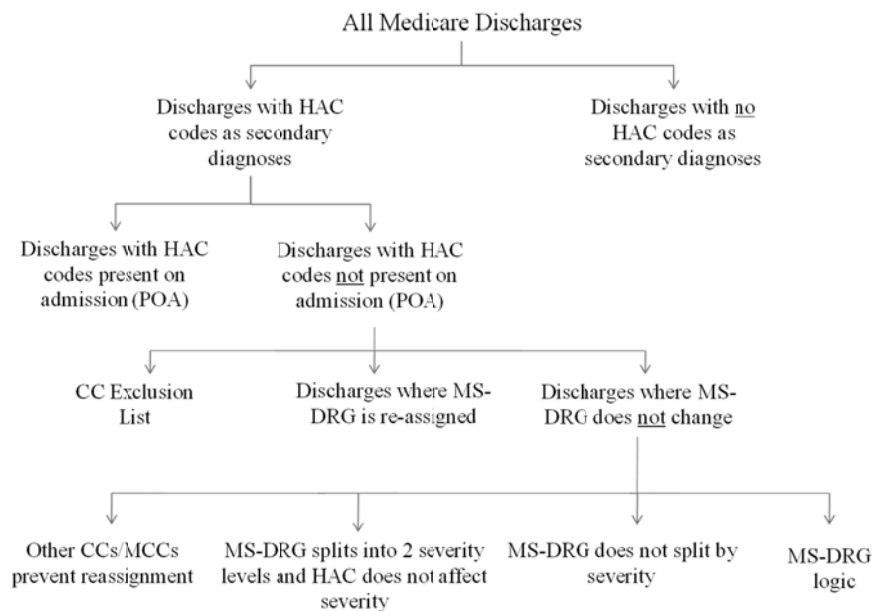 All Medicare Discharges
Discharges with HAC
codes as secondary
diagnoses
Discharges with no
HAC codes as
secondary diagnoses
Discharges with HAC
codes present on
admission (POA)
Discharges with HAC
codes not present on
admission (POA)
CC Exclusion
List
Discharges where MS-
DRG is re-assigned
Discharges where MS-
DRG does not change
Other CCs/MCCs
prevent reassignment
MS-DRG splits into 2 severity
levels and HAC does not affect
severity
MS-DRG does not split by
severity
MS-DRG
logic